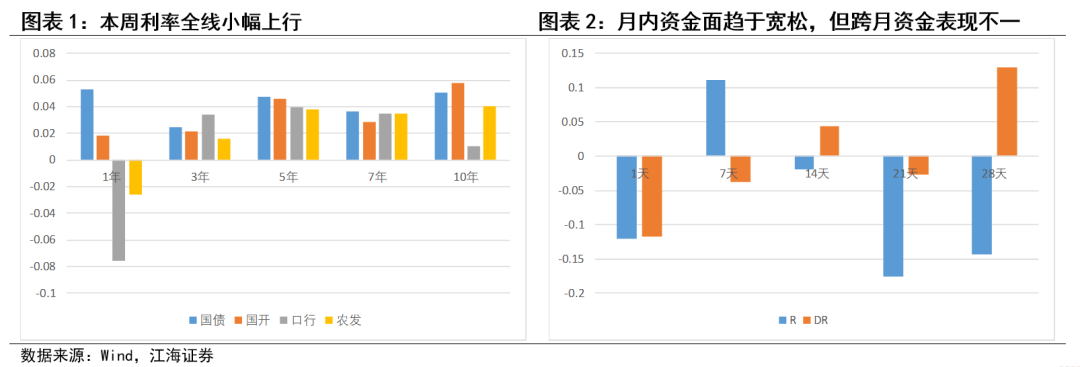 图表 1：本周利率全线小幅上行
0.08
0.06
0.04
0.02
0
-0.02
-0.04
-0.06
-0.08
-0.1
1年
3年
5年
7年
10年
国债
国开
口行
农发
图表 2：月内资金面趋于宽松，但跨月资金表现不一
0.15
0.1
0.05
0
-0.05
-0.1
-0.15
-0.2
1天
7天
14天
21天
28天
R
DR
数据来源：Wind，江海证券